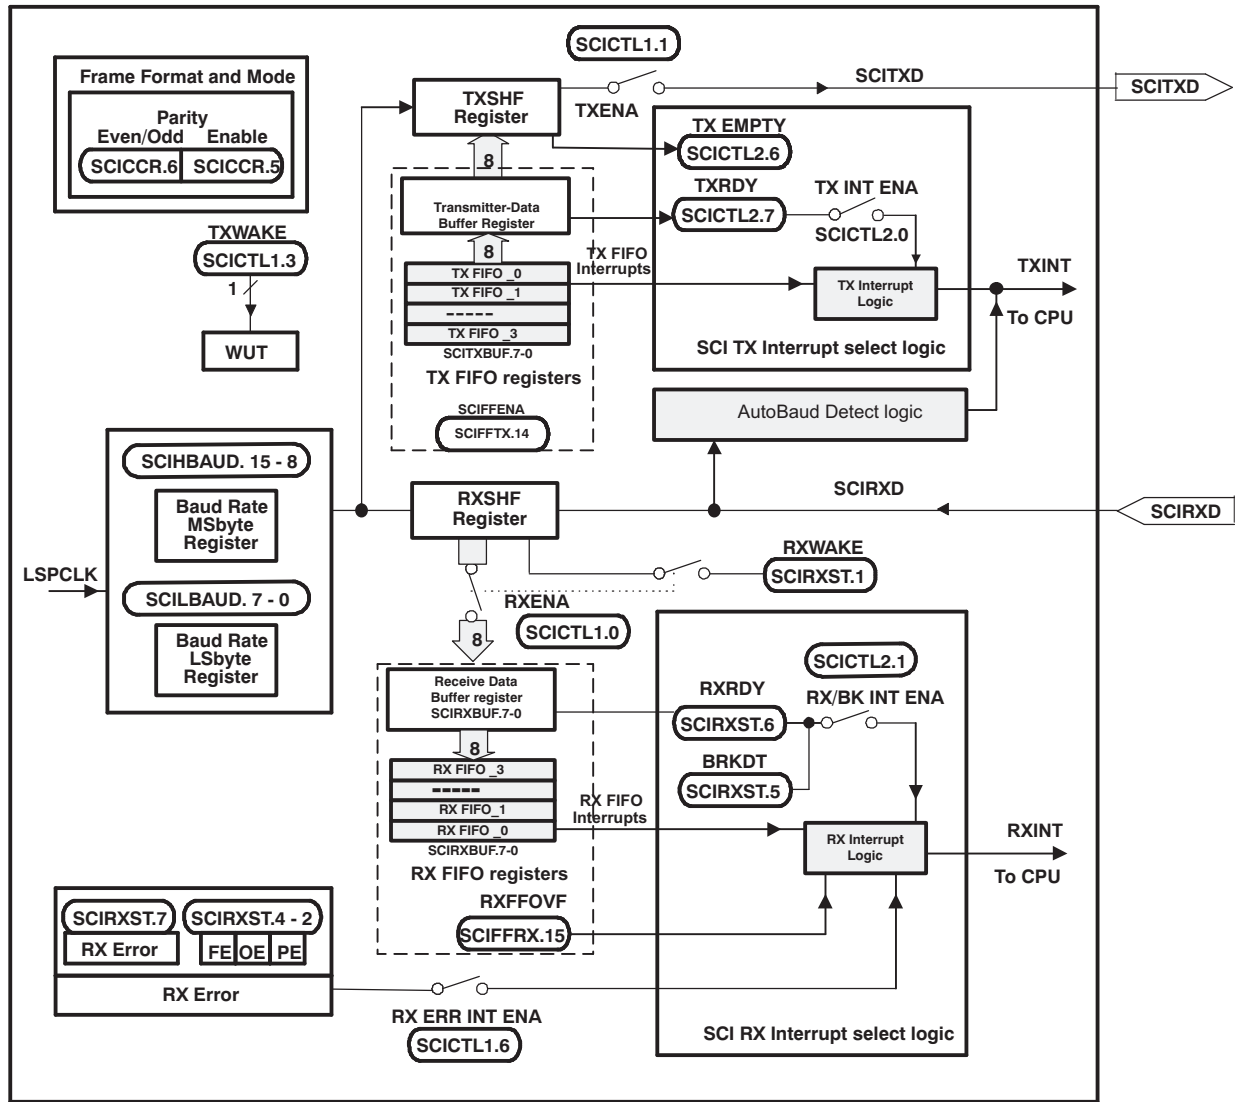 SCICTL1.1
Frame Format and Mode
Parity
Even/Odd Enable
SCICCR.6 SCICCR.5
TXSHF
Register
TXENA
SCITXD
SCITXD
TX EMPTY
SCICTL2.6
8
Transmitter-Data
Buffer Register
TXRDY
SCICTL2.7
TX INT ENA
SCICTL2.0
TXWAKE
SCICTL1.3
1
WUT
8
TX FIFO
Interrupts
TX FIFO _0
TX FIFO _1
-----
TX FIFO _3
SCITXBUF.7-0
TX FIFO registers
SCIFFENA
SCIFFTX.14
TX Interrupt
Logic
TXINT
To CPU
SCI TX Interrupt select logic
AutoBaud Detect logic
SCIHBAUD. 15 - 8
Baud Rate
MSbyte
Register
LSPCLK
SCILBAUD. 7 - 0
Baud Rate
LSbyte
Register
RXSHF
Register
SCIRXD
SCIRXD
RXWAKE
SCIRXST.1
RXENA
SCICTL1.0
8
Receive Data
Buffer register
SCIRXBUF.7-0
8
RX FIFO _3
-----
RX FIFO_1
RX FIFO _0
SCIRXBUF.7-0
RX FIFO registers
RX FIFO
Interrupts
SCICTL2.1
RXRDY
RX/BK INT ENA
SCIRXST.6
BRKDT
SCIRXST.5
RX Interrupt
Logic
RXINT
To CPU
RXFFOVF
SCIFFRX.15
SCIRXST.7
SCIRXST.4 - 2
RX Error
FE OE PE
RX Error
RX ERR INT ENA
SCICTL1.6
SCI RX Interrupt select logic